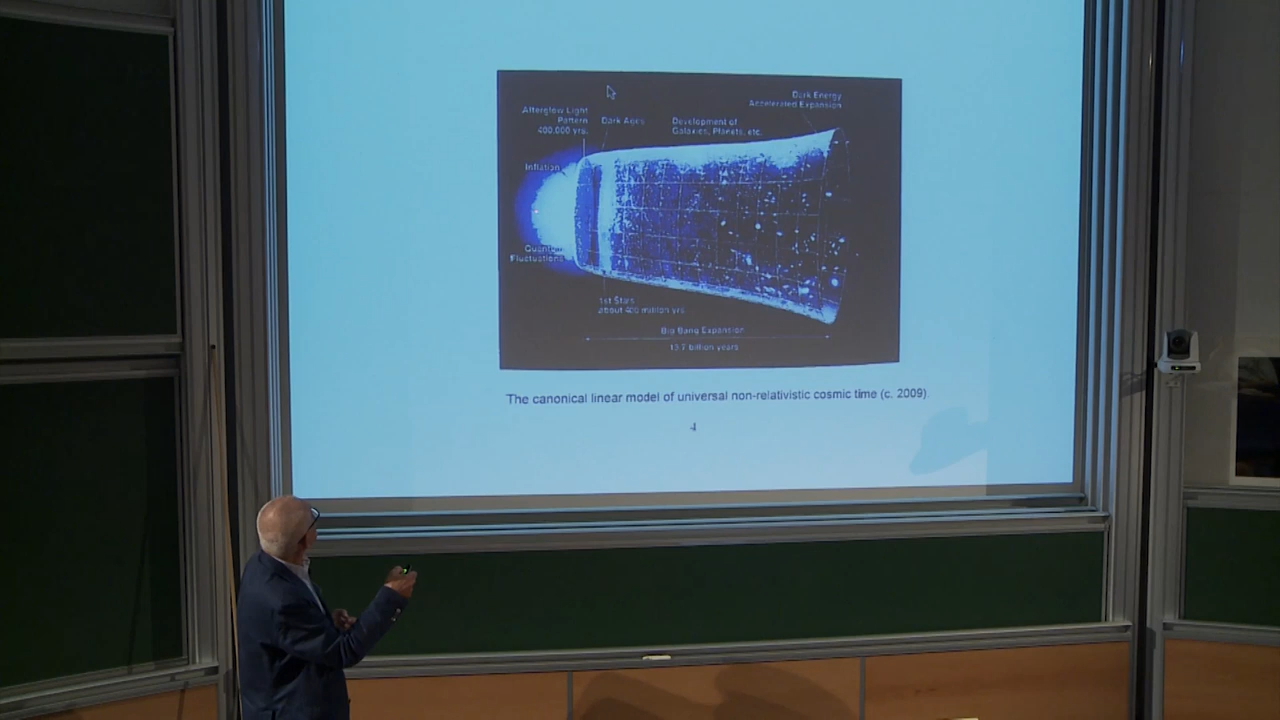 Dark Energy
Accelerated Expansion
Afterglow Light
Pattern
400,000 yrs.
Dark Ages
Development of
Galaxies, Planets, etc.
Inflation
Quantum
Fluctuations
1st Stars
about 400 million yrs.
Big Bang Expansion
13.7 billion years
The canonical linear model of universal non-relativistic cosmic time (c. 2009)
4